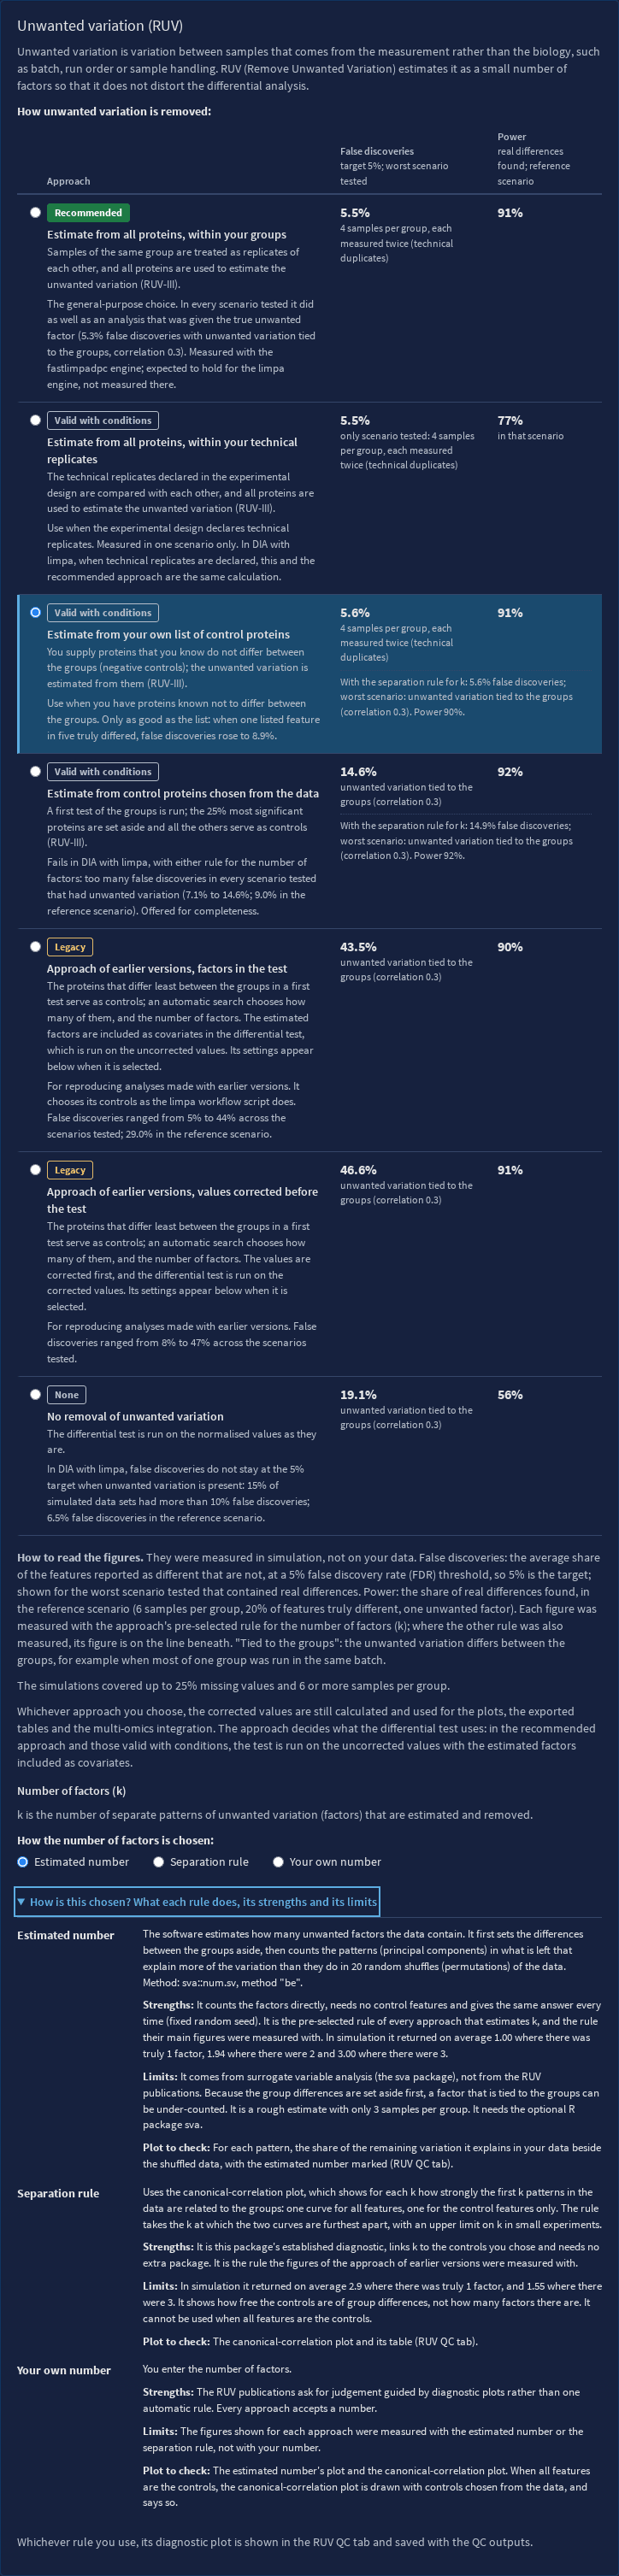 Unwanted variation (RUV)
Unwanted variation is variation between samples that comes from the measurement rather than the biology, such
as batch, run order or sample handling. RUV (Remove Unwanted Variation) estimates it as a small number of
factors so that it does not distort the differential analysis.
How unwanted variation is removed:
Approach
False discoveries
target 5%; worst scenario
tested
Power
real differences
found; reference
scenario
Recommended
Estimate from all proteins, within your groups
Samples of the same group are treated as replicates of
each other, and all proteins are used to estimate the
unwanted variation (RUV-III).
The general-purpose choice. In every scenario tested it did
as well as an analysis that was given the true unwanted
factor (5.3% false discoveries with unwanted variation tied
to the groups, correlation 0.3). Measured with the
fastlimpadpc engine; expected to hold for the limpa
engine, not measured there.
5.5%
4 samples per group, each
measured twice (technical
duplicates)
91%
Valid with conditions
Estimate from all proteins, within your technical
replicates
The technical replicates declared in the experimental
design are compared with each other, and all proteins are
used to estimate the unwanted variation (RUV-III).
Use when the experimental design declares technical
replicates. Measured in one scenario only. In DIA with
limpa, when technical replicates are declared, this and the
recommended approach are the same calculation.
5.5%
only scenario tested: 4 samples
per group, each measured
twice (technical duplicates)
77%
in that scenario
Valid with conditions
Estimate from your own list of control proteins
You supply proteins that you know do not differ between
the groups (negative controls); the unwanted variation is
estimated from them (RUV-III).
Use when you have proteins known not to differ between
the groups. Only as good as the list: when one listed feature
in five truly differed, false discoveries rose to 8.9%.
5.6%
4 samples per group, each
measured twice (technical
duplicates)
91%
With the separation rule for k: 5.6% false discoveries;
worst scenario: unwanted variation tied to the groups
(correlation 0.3). Power 90%.
Valid with conditions
Estimate from control proteins chosen from the data
A first test of the groups is run; the 25% most significant
proteins are set aside and all the others serve as controls
(RUV-III).
Fails in DIA with limpa, with either rule for the number of
factors: too many false discoveries in every scenario tested
that had unwanted variation (7.1% to 14.6%; 9.0% in the
reference scenario). Offered for completeness.
14.6%
unwanted variation tied to the
groups (correlation 0.3)
92%
With the separation rule for k: 14.9% false discoveries;
worst scenario: unwanted variation tied to the groups
(correlation 0.3). Power 92%.
Legacy
Approach of earlier versions, factors in the test
The proteins that differ least between the groups in a first
test serve as controls; an automatic search chooses how
many of them, and the number of factors. The estimated
factors are included as covariates in the differential test,
which is run on the uncorrected values. Its settings appear
below when it is selected.
For reproducing analyses made with earlier versions. It
chooses its controls as the limpa workflow script does.
False discoveries ranged from 5% to 44% across the
scenarios tested; 29.0% in the reference scenario.
43.5%
unwanted variation tied to the
groups (correlation 0.3)
90%
Legacy
Approach of earlier versions, values corrected before
the test
The proteins that differ least between the groups in a first
test serve as controls; an automatic search chooses how
many of them, and the number of factors. The values are
corrected first, and the differential test is run on the
corrected values. Its settings appear below when it is
selected.
For reproducing analyses made with earlier versions. False
discoveries ranged from 8% to 47% across the scenarios
tested.
46.6%
unwanted variation tied to the
groups (correlation 0.3)
91%
None
No removal of unwanted variation
The differential test is run on the normalised values as they
are.
In DIA with limpa, false discoveries do not stay at the 5%
target when unwanted variation is present: 15% of
simulated data sets had more than 10% false discoveries;
6.5% false discoveries in the reference scenario.
19.1%
unwanted variation tied to the
groups (correlation 0.3)
56%
How to read the figures. They were measured in simulation, not on your data. False discoveries: the average share
of the features reported as different that are not, at a 5% false discovery rate (FDR) threshold, so 5% is the target;
shown for the worst scenario tested that contained real differences. Power: the share of real differences found, in
the reference scenario (6 samples per group, 20% of features truly different, one unwanted factor). Each figure was
measured with the approach's pre-selected rule for the number of factors (k); where the other rule was also
measured, its figure is on the line beneath. "Tied to the groups": the unwanted variation differs between the
groups, for example when most of one group was run in the same batch.
The simulations covered up to 25% missing values and 6 or more samples per group.
Whichever approach you choose, the corrected values are still calculated and used for the plots, the exported
tables and the multi-omics integration. The approach decides what the differential test uses: in the recommended
approach and those valid with conditions, the test is run on the uncorrected values with the estimated factors
included as covariates.
Number of factors (k)
k is the number of separate patterns of unwanted variation (factors) that are estimated and removed.
How the number of factors is chosen:
Estimated number
Separation rule
Your own number
▼ How is this chosen? What each rule does, its strengths and its limits
Estimated number
The software estimates how many unwanted factors the data contain. It first sets the differences
between the groups aside, then counts the patterns (principal components) in what is left that
explain more of the variation than they do in 20 random shuffles (permutations) of the data.
Method: sva::num.sv, method "be".
Strengths: It counts the factors directly, needs no control features and gives the same answer every
time (fixed random seed). It is the pre-selected rule of every approach that estimates k, and the rule
their main figures were measured with. In simulation it returned on average 1.00 where there was
truly 1 factor, 1.94 where there were 2 and 3.00 where there were 3.
Limits: It comes from surrogate variable analysis (the sva package), not from the RUV
publications. Because the group differences are set aside first, a factor that is tied to the groups can
be under-counted. It is a rough estimate with only 3 samples per group. It needs the optional R
package sva.
Plot to check: For each pattern, the share of the remaining variation it explains in your data beside
the shuffled data, with the estimated number marked (RUV QC tab).
Separation rule
Uses the canonical-correlation plot, which shows for each k how strongly the first k patterns in the
data are related to the groups: one curve for all features, one for the control features only. The rule
takes the k at which the two curves are furthest apart, with an upper limit on k in small experiments.
Strengths: It is this package's established diagnostic, links k to the controls you chose and needs no
extra package. It is the rule the figures of the approach of earlier versions were measured with.
Limits: In simulation it returned on average 2.9 where there was truly 1 factor, and 1.55 where there
were 3. It shows how free the controls are of group differences, not how many factors there are. It
cannot be used when all features are the controls.
Plot to check: The canonical-correlation plot and its table (RUV QC tab).
Your own number
You enter the number of factors.
Strengths: The RUV publications ask for judgement guided by diagnostic plots rather than one
automatic rule. Every approach accepts a number.
Limits: The figures shown for each approach were measured with the estimated number or the
separation rule, not with your number.
Plot to check: The estimated number's plot and the canonical-correlation plot. When all features
are the controls, the canonical-correlation plot is drawn with controls chosen from the data, and
says so.
Whichever rule you use, its diagnostic plot is shown in the RUV QC tab and saved with the QC outputs.